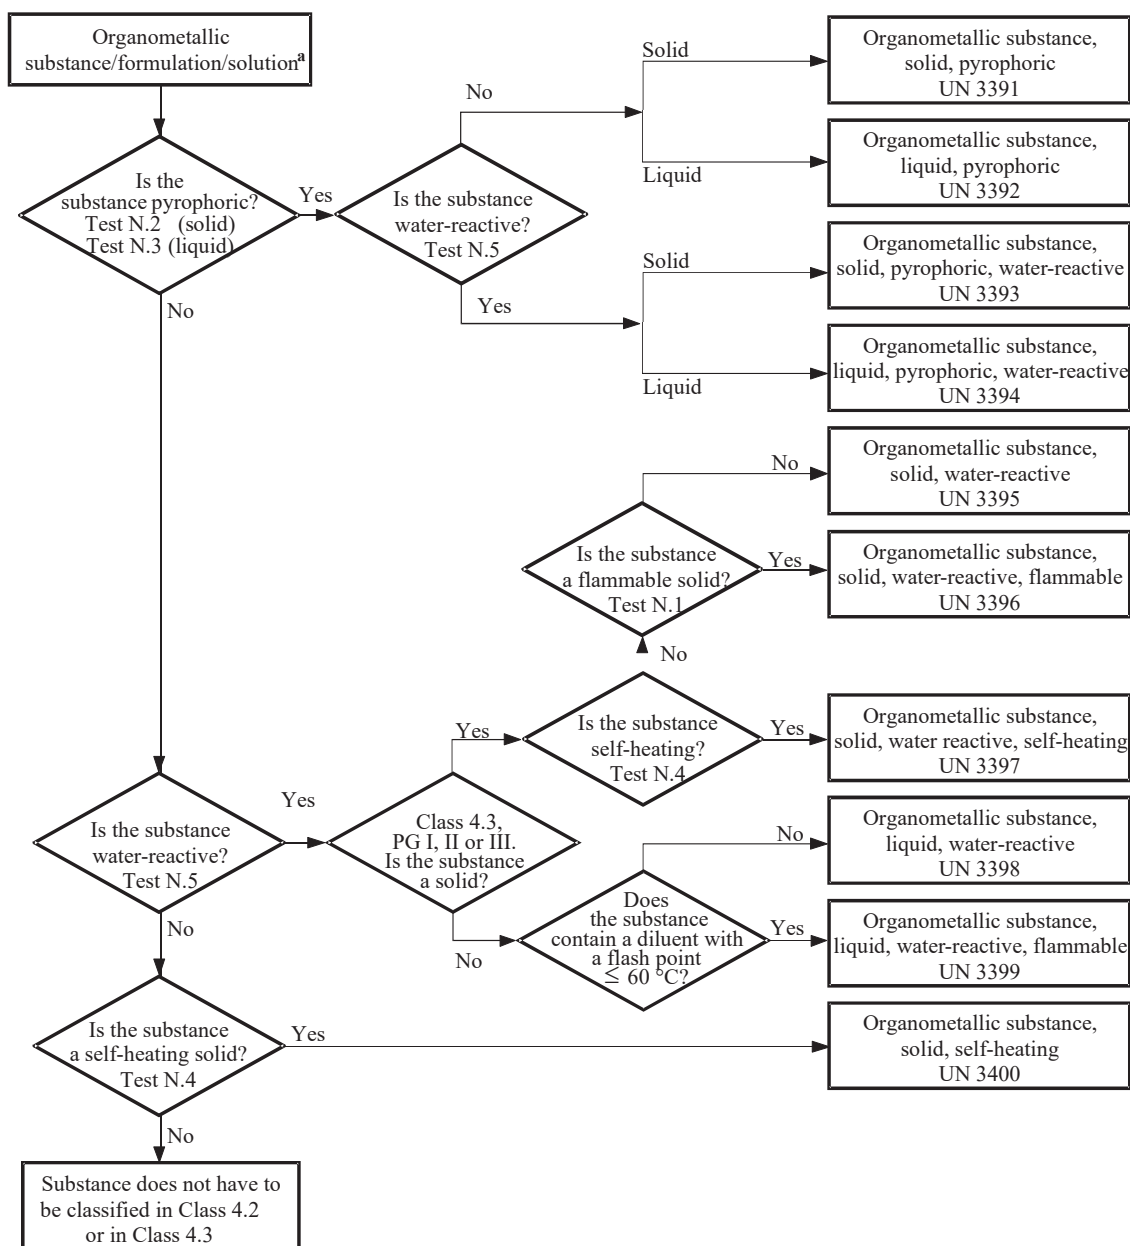 Organometallic
substance/formulation/solutionª
Is the
substance pyrophoric?
Test N.2 (solid)
Test N.3 (liquid)
Yes
No
Is the substance
water-reactive?
Test N.5
No
Yes
Solid
Liquid
Organometallic substance,
solid, pyrophoric
UN 3391
Organometallic substance,
liquid, pyrophoric
UN 3392
Solid
Liquid
Organometallic substance,
solid, pyrophoric, water-reactive
UN 3393
Organometallic substance,
liquid, pyrophoric, water-reactive
UN 3394
No
Organometallic substance,
solid, water-reactive
UN 3395
Is the substance
a flammable solid?
Test N.1
Yes
Organometallic substance,
solid, water-reactive, flammable
UN 3396
No
Is the substance
self-heating?
Test N.4
Yes
Yes
Organometallic substance,
solid, water reactive, self-heating
UN 3397
Is the substance
water-reactive?
Test N.5
Yes
Class 4.3,
PG I, II or III.
Is the substance
a solid?
No
Organometallic substance,
liquid, water-reactive
UN 3398
No
No
Does
the substance
contain a diluent with
a flash point
≤ 60 °C?
Yes
Organometallic substance,
liquid, water-reactive, flammable
UN 3399
Is the substance
a self-heating solid?
Test N.4
Yes
Organometallic substance,
solid, self-heating
UN 3400
No
Substance does not have to
be classified in Class 4.2
or in Class 4.3